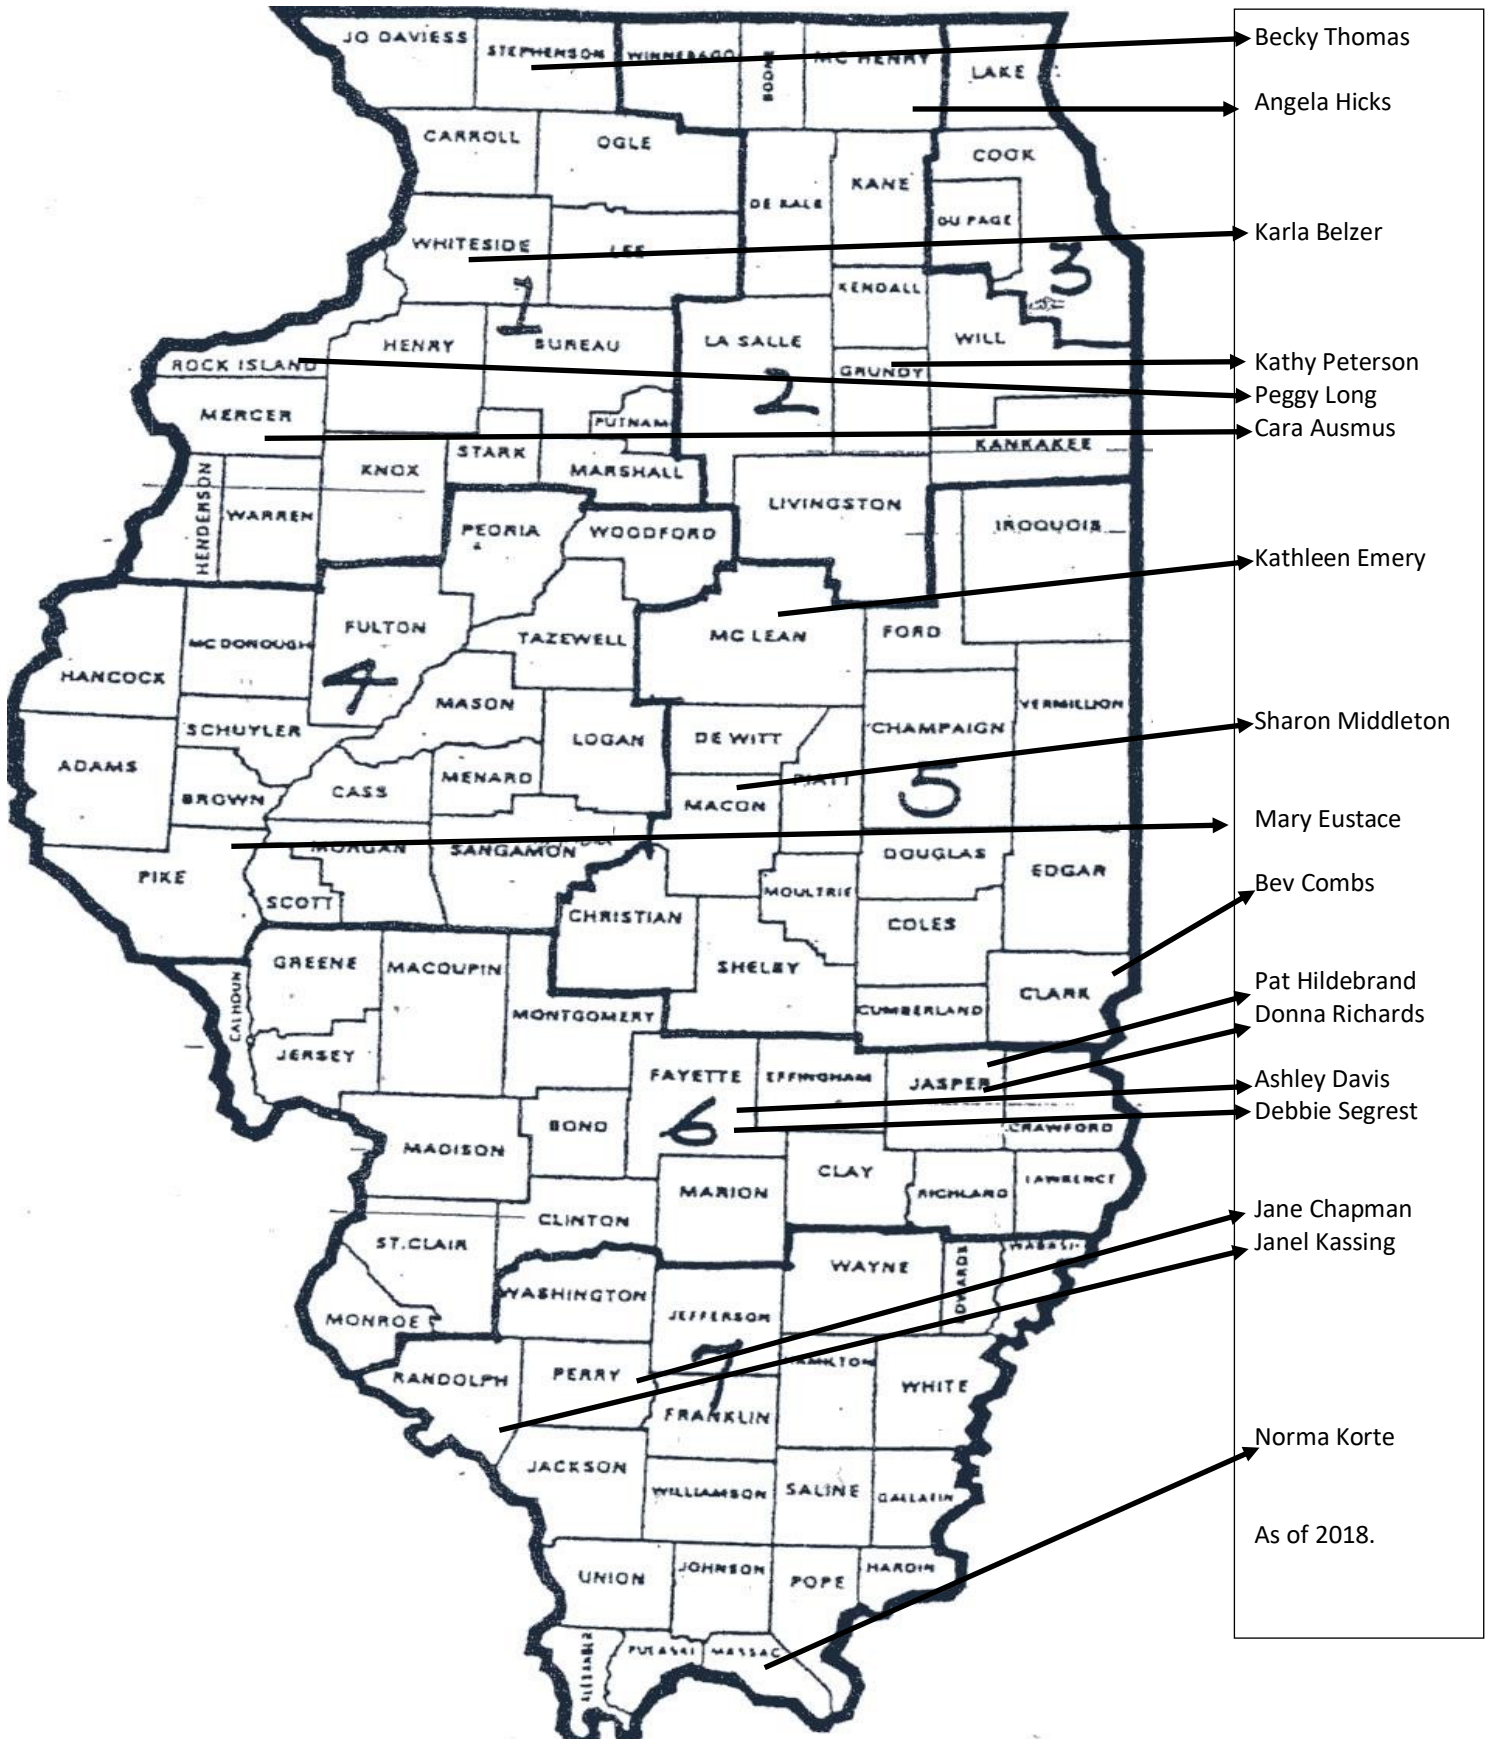 JO DAVIESS
STEPHENSON
WINNEBAGO
BOONE
MC HENRY
LAKE
Becky Thomas
Angela Hicks
CARROLL
OGLE
DE KALB
KANE
COOK
DU PAGE
WHITESIDE
LEE
Karla Belzer
3
KENDALL
1
HENRY
BUREAU
LA SALLE
WILL
ROCK ISLAND
GRUNDY
Kathy Peterson
Peggy Long
2
MERCER
PUTNAM
Cara Ausmus
KANKAKEE
STARK
KNOX
MARSHALL
HENDERSON
WARREN
PEORIA
WOODFORD
LIVINGSTON
IROQUOIS
Kathleen Emery
FULTON
TAZEWELL
MC LEAN
FORD
MCDOROUGH
HANCOCK
4
MASON
VERMILLION
SCHUYLER
LOGAN
DE WITT
CHAMPAIGN
Sharon Middleton
ADAMS
MENARD
PIATT
5
BROWN
CASS
MACON
Mary Eustace
MORGAN
SANGAMON
DOUGLAS
PIKE
EDGAR
Bev Combs
MOULTRIE
SCOTT
CHRISTIAN
COLES
GREENE
MACOUPIN
SHELBY
Pat Hildebrand
CALHOUN
CLARK
MONTGOMERY
CUMBERLAND
Donna Richards
JERSEY
FAYETTE
EFFINGHAM
JASPER
Ashley Davis
6
BOND
CRAWFORD
Debbie Segrest
MADISON
CLAY
MARION
RICHLAND
LAWRENCE
CLINTON
Jane Chapman
ST.CLAIR
WABASH
Janel Kassing
WAYNE
EDWARDS
WASHINGTON
MONROE
JEFFERSON
7
RANDOLPH
PERRY
HAMILTON
WHITE
FRANKLIN
Norma Korte
JACKSON
WILLIAMSON
SALINE
GALLATIN
As of 2018.
UNION
JOHNSON
POPE
HARDIN
ALEXANDER
PULASKI
MASSAC